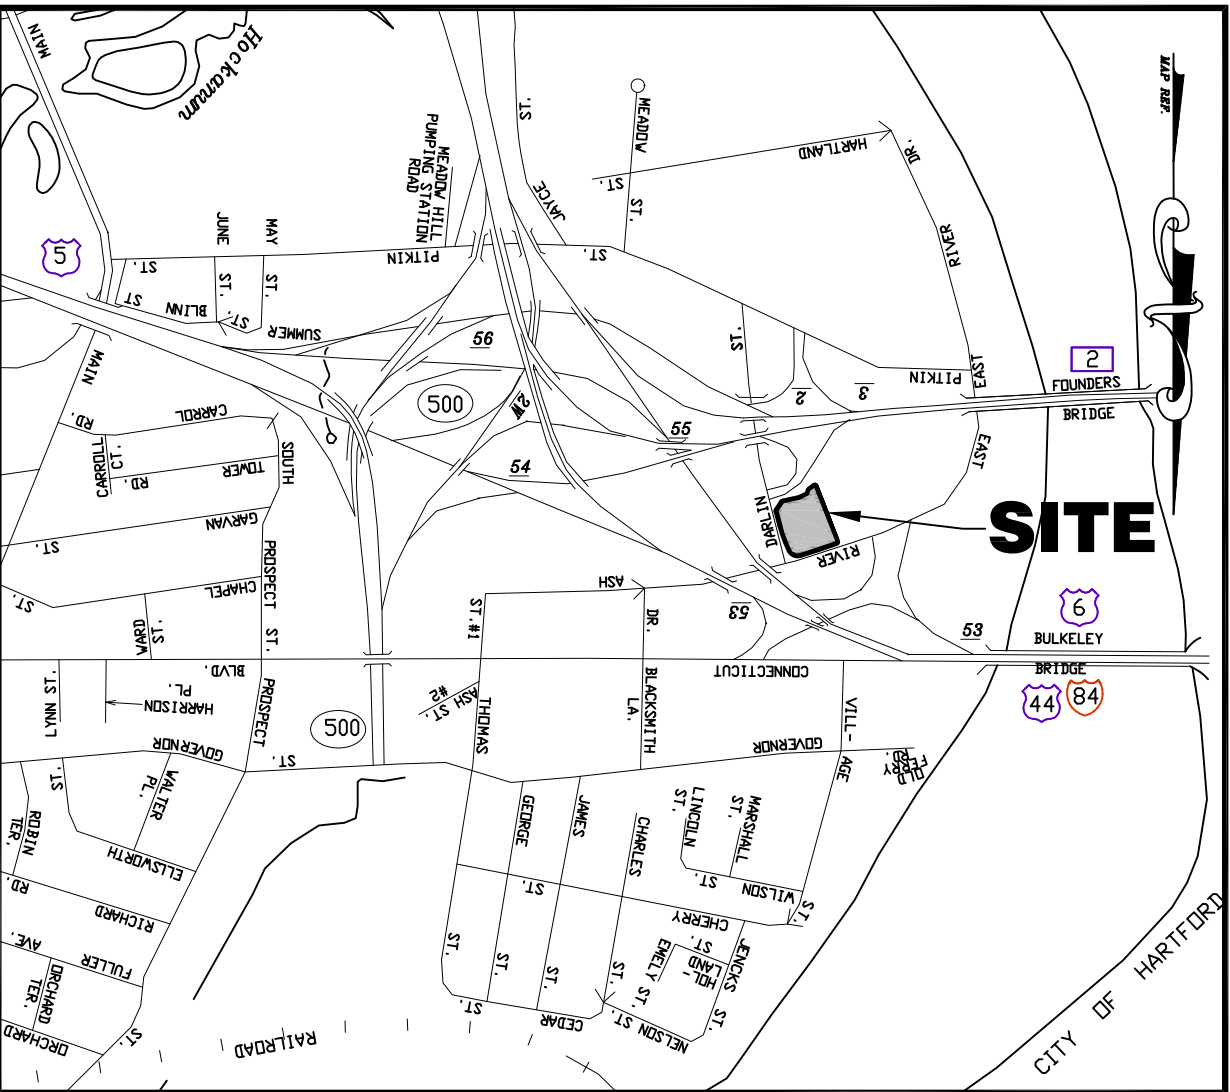 MAIN
Hockanum
MAP REF.
ST.
MEADOW
ST.
MEADOW HILL
PUMPING STATION
ROAD
HARTLAND
ST.
DR.
JAYCE
RIVER
5
JUNE
ST.
MAY
ST.
PITKIN
ST.
ST.
ST
BLINN
ST.
SUMMER
56
ST.
2
3
PITKIN
EAST
2
FOUNDERS
BRIDGE
MAIN
500
2W
55
54
RD.
CARROL
CARROLL
CT.
RD.
TOWER
SOUTH
GARVAN
ST.
EAST
DARLIN
SITE
RIVER
PROSPECT ST.
CHAPEL
ST.
WARD
ST.
ASH
ST.#1
DR.
53
53
6
BULKELEY
BRIDGE
44
84
BLVD.
CONNECTICUT
LYNN ST.
HARRISON
PL.
PROSPECT
500
ASH ST.
#2
THOMAS
BLACKSMITH
LA.
VILL-
AGE
GOVERNOR
ST.
GOVERNOR
OLD
FERRY
RD.
ST.
WALTER
PL.
ROBIN
TER.
ELLSWORTH
GEORGE
JAMES
CHARLES
LINCOLN
ST.
MARSHALL
ST.
ST.
WILSON
ST.
RD.
RICHARD
ST.
CHERRY
AVE.
FULLER
ORCHARD
TER.
ORCHARD
ST.
ST.
ST.
ST.
ST.
ST.
CEDAR
EMELY ST.
HOL-
LAND
ST.
JENCKS
ST.
NELSON ST.
RAILROAD
CITY OF HARTFORD